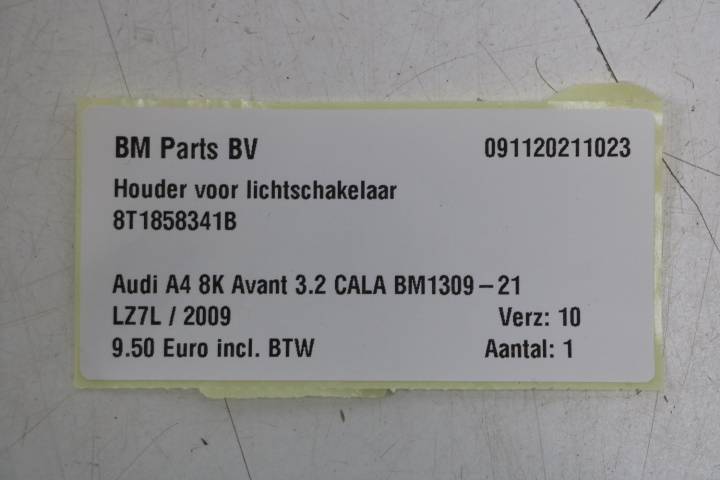 BM Parts BV 091120211023
Houder voor lichtschakelaar
8T1858341B
Audi A4 8K Avant 3.2 CALA BM1309-21
LZ7L / 2009 Verz: 10
9.50 Euro incl. BTW Aantal: 1